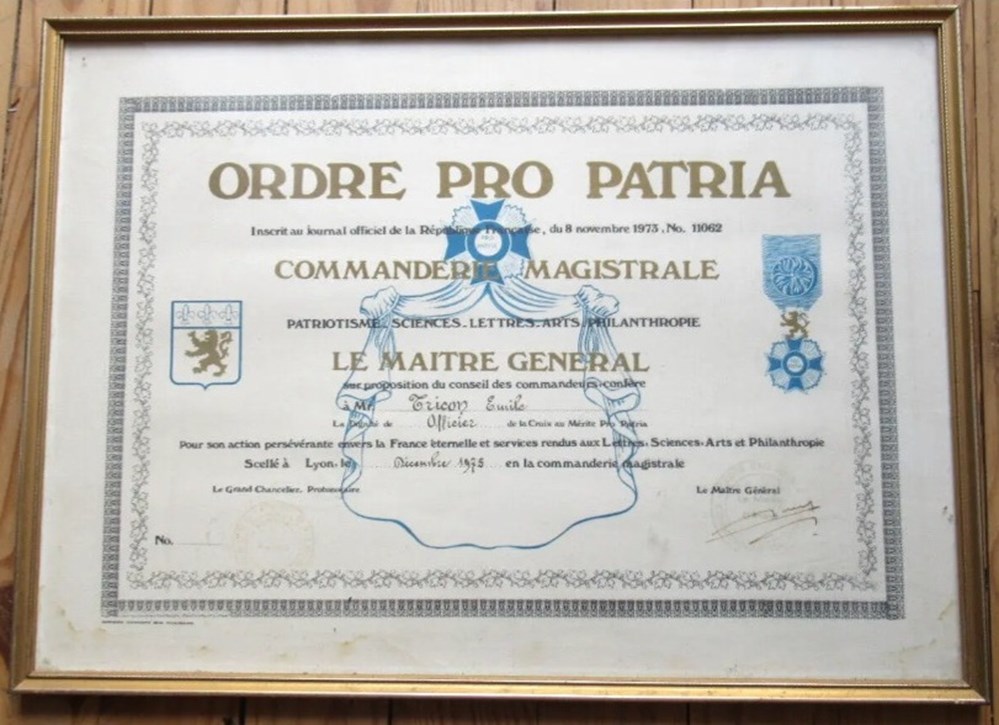 ORDRE PRO PATRIA
Inscrit au Journal officiel de la République Française, du 8 novembre 1973, No. 11062
COMMANDERIE MAGISTRALE
PATRIOTISME. SCIENCES. LETTRES. ARTS. PHILANTHROPIE
LE MAITRE GENERAL
sur proposition du conseil des commandeurs, confère
à Mr. Tricon Emile
La Dignité de Officier de la Croix au Mérite Pro Patria
Pour son action persévérante envers la France èternelle et services rendus aux Lettres. Sciences. Arts et Philanthropie
Scellé à Lyon. le Décembre 1975 en la commanderie magistrale
Le Grand Chancelier. Protonotaire
Le Maître Général
No.